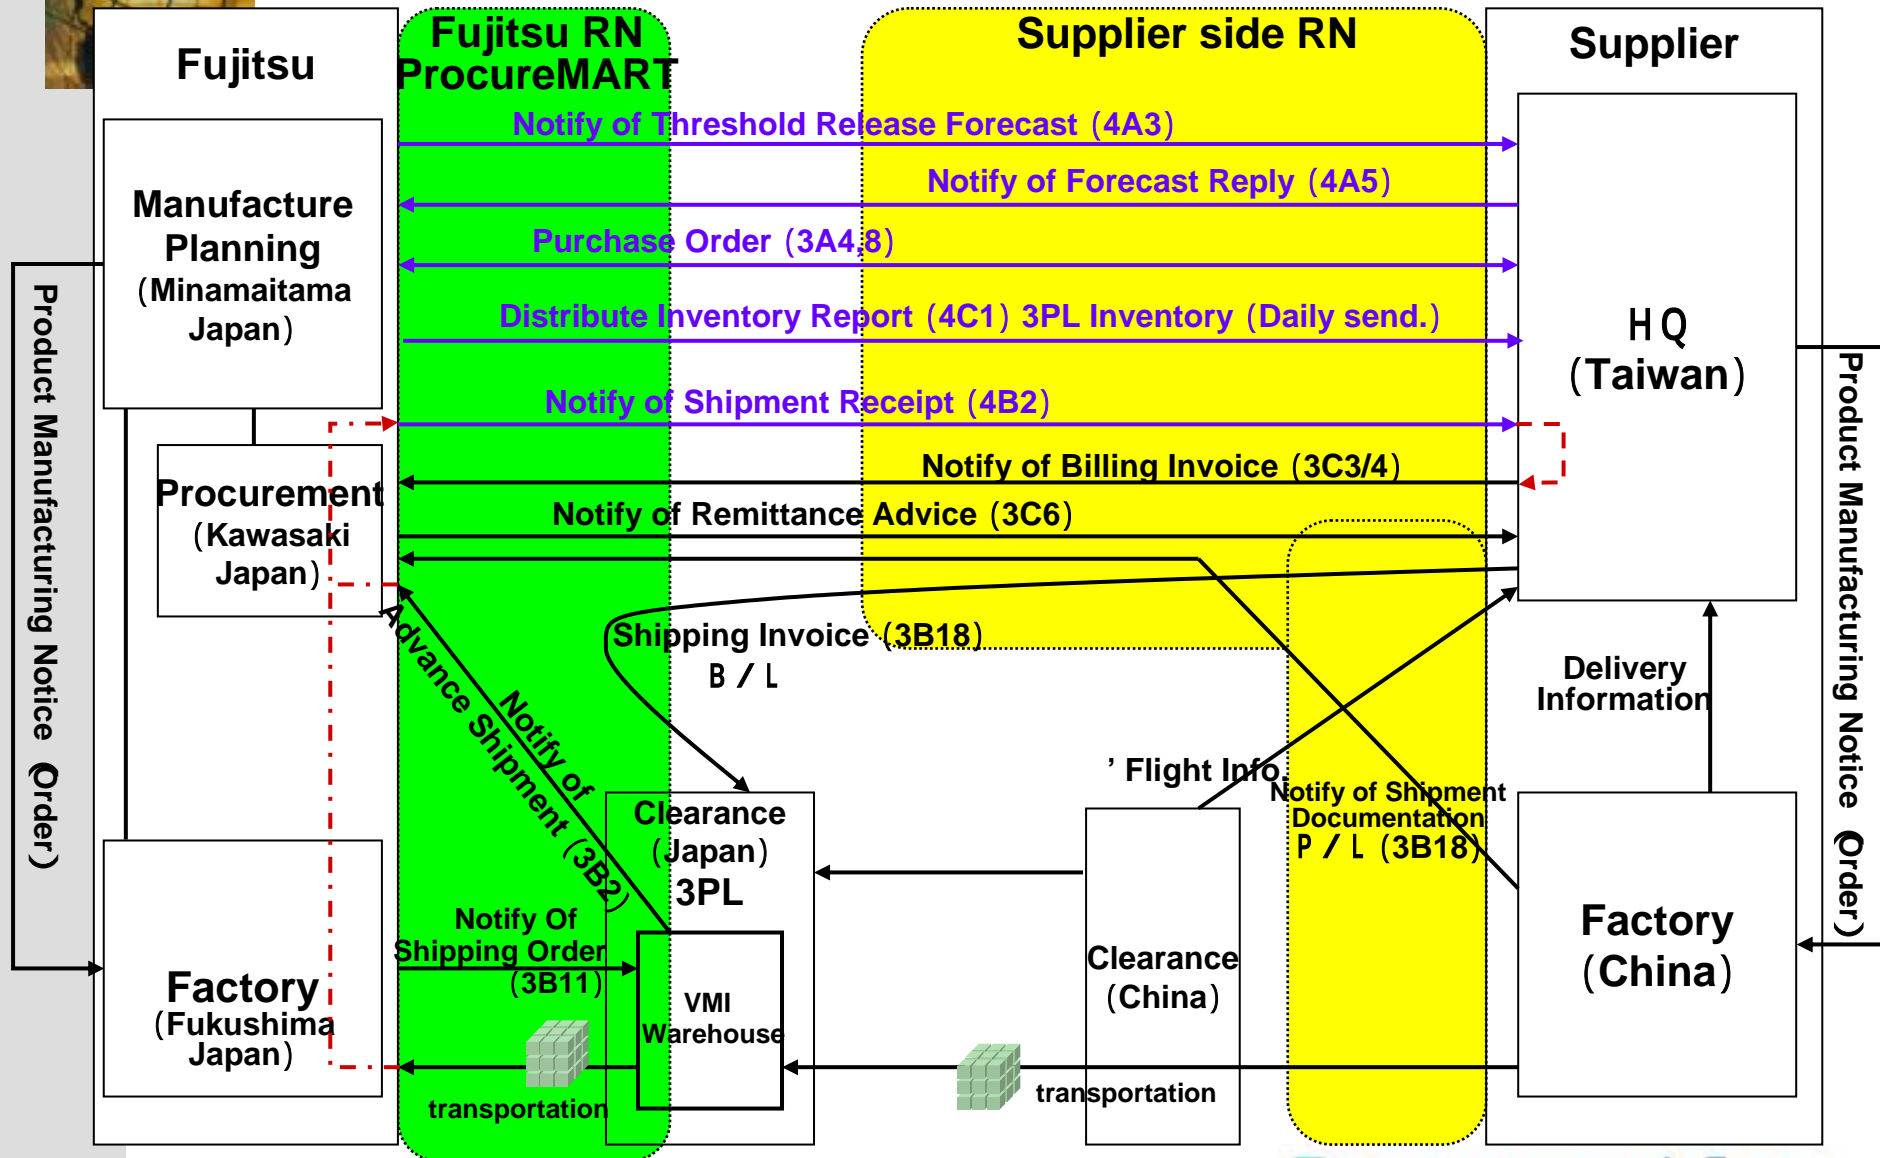 Fujitsu
Fujitsu RN
ProcureMART
Supplier side RN
Supplier
Notify of Threshold Release Forecast (4A3)
Notify of Forecast Reply (4A5)
Purchase Order (3A4,8)
Distribute Inventory Report (4C1) 3PL Inventory (Daily send.)
Notify of Shipment Receipt (4B2)
Notify of Billing Invoice (3C3/4)
Notify of Remittance Advice (3C6)
Manufacture
Planning
(Minamaitama
Japan)
HQ
(Taiwan)
Product Manufacturing Notice (Order)
Product Manufacturing Notice (Order)
Procurement
(Kawasaki
Japan)
Shipping Invoice (3B18)
B / L
Notify of
Advance Shipment (3B2)
Delivery
Information
' Flight Info.
Notify of Shipment
Documentation
P / L (3B18)
Clearance
(Japan)
3PL
Notify Of
Shipping Order
(3B11)
VMI
Warehouse
Clearance
(China)
Factory
(China)
Factory
(Fukushima
Japan)
transportation
transportation